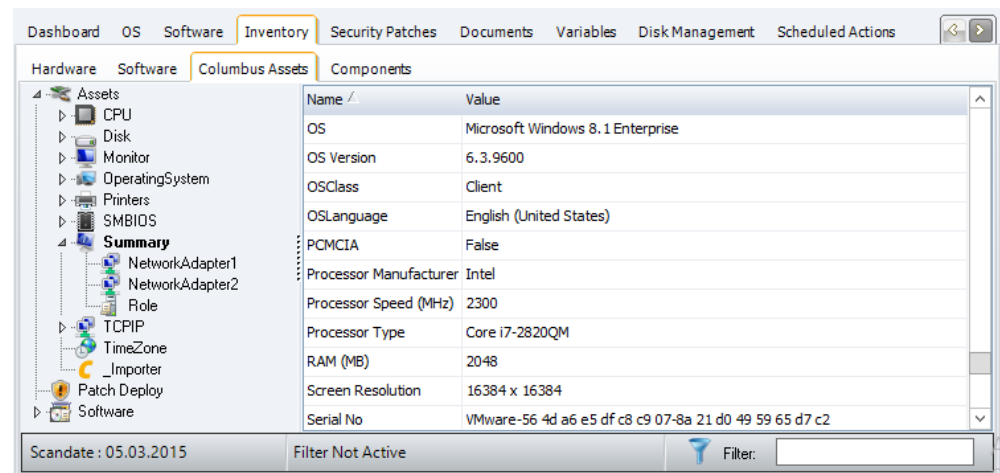 Dashboard OS Software Inventory Security Patches Documents Variables Disk Management Scheduled Actions
Hardware Software Columbus Assets Components
Assets
CPU
Disk
Monitor
OperatingSystem
Printers
SMBIOS
Summary
NetworkAdapter1
NetworkAdapter2
Role
TCPIP
TimeZone
_Importer
Patch Deploy
Software
Name Value
OS Microsoft Windows 8.1 Enterprise
OS Version 6.3.9600
OSClass Client
OSLanguage English (United States)
PCMCIA False
Processor Manufacturer Intel
Processor Speed (MHz) 2300
Processor Type Core i7-2820QM
RAM (MB) 2048
Screen Resolution 16384 x 16384
Serial No VMware-56 4d a6 e5 df c8 c9 07-8a 21 d0 49 59 65 d7 c2
Scandate : 05.03.2015 Filter Not Active Filter: